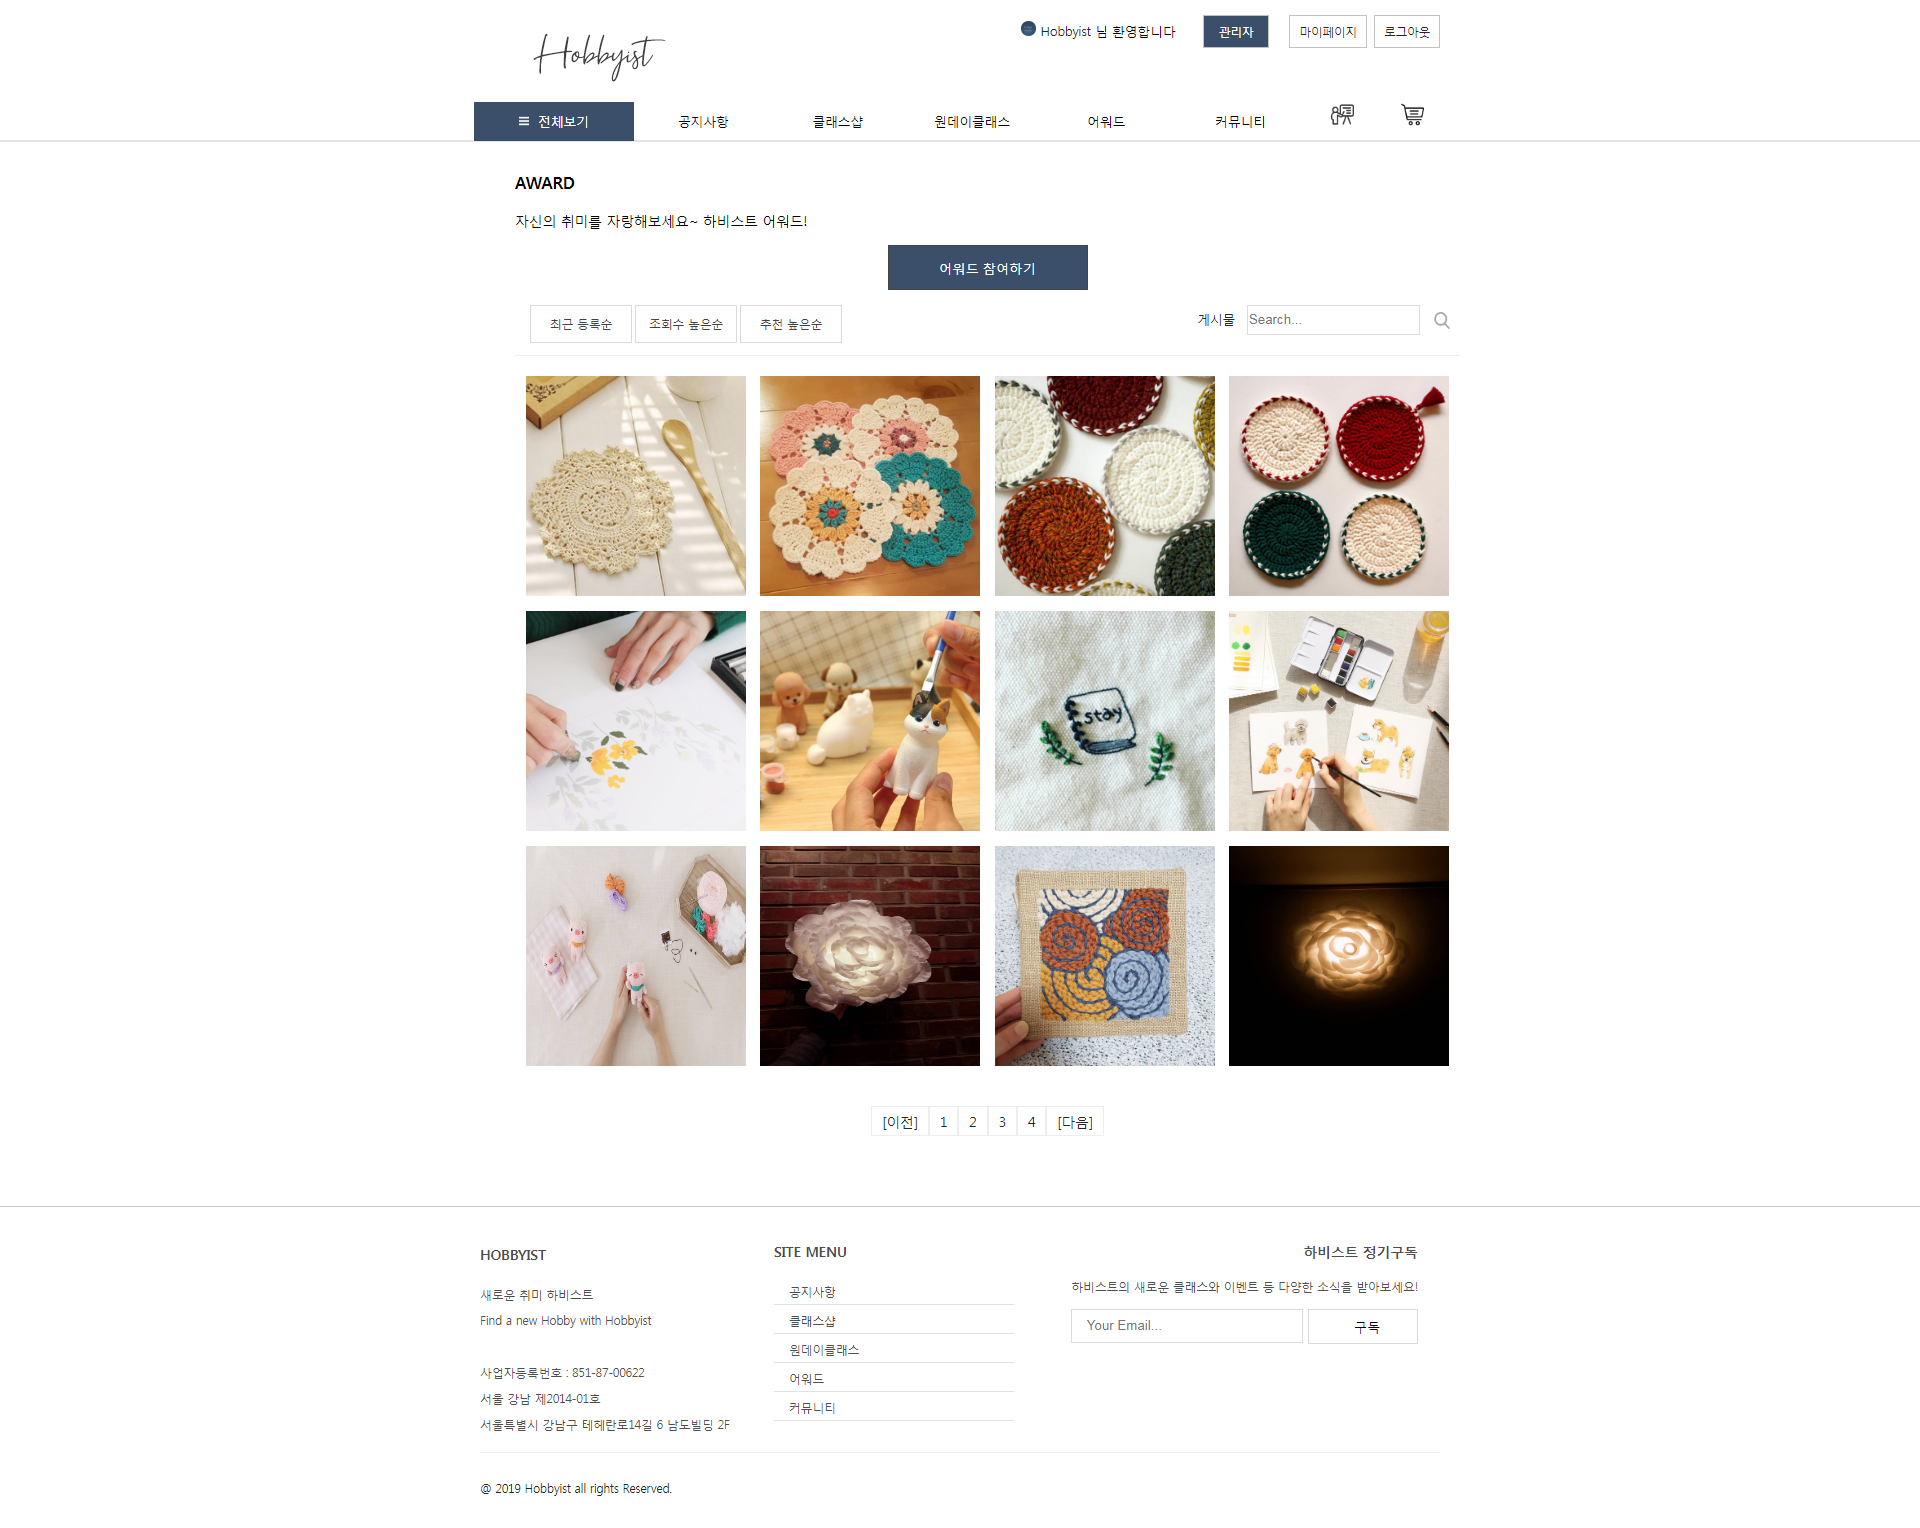 Hobbyist 님 환영합니다
관리자
마이페이지
로그아웃
Hobbyist
전체보기
공지사항
클래스샵
원데이클래스
어워드
커뮤니티
AWARD
자신의 취미를 자랑해보세요~ 하비스트 어워드!
어워드 참여하기
최근 등록순
조회수 높은순
추천 높은순
게시물
Search...
stay
[이전]
1
2
3
4
[다음]
HOBBYIST
새로운 취미 하비스트
Find a new Hobby with Hobbyist
사업자등록번호 : 851-87-00622
서울 강남 제2014-01호
서울특별시 강남구 테헤란로14길 6 남도빌딩 2F
SITE MENU
공지사항
클래스샵
원데이클래스
어워드
커뮤니티
하비스트 정기구독
하비스트의 새로운 클래스와 이벤트 등 다양한 소식을 받아보세요!
Your Email...
구독
@ 2019 Hobbyist all rights Reserved.